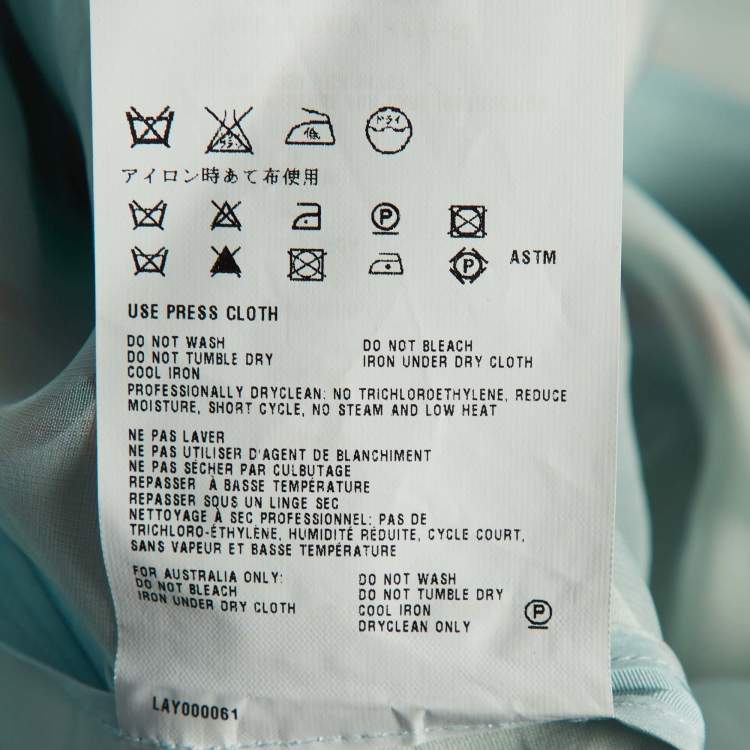 低 ドライ
アイロン時あて布使用
P
P ASTM
USE PRESS CLOTH
DO NOT WASH DO NOT BLEACH
DO NOT TUMBLE DRY IRON UNDER DRY CLOTH
COOL IRON
PROFESSIONALLY DRYCLEAN: NO TRICHLOROETHYLENE, REDUCE
MOISTURE, SHORT CYCLE, NO STEAM AND LOW HEAT
NE PAS LAVER
NE PAS UTILISER D'AGENT DE BLANCHIMENT
NE PAS SÉCHER PAR CULBUTAGE
REPASSER À BASSE TEMPÉRATURE
REPASSER SOUS UN LINGE SEC
NETTOYAGE À SEC PROFESSIONNEL: PAS DE
TRICHLORO-ÉTHYLÈNE, HUMIDITÉ RÉDUITE, CYCLE COURT,
SANS VAPEUR ET BASSE TEMPÉRATURE
FOR AUSTRALIA ONLY: DO NOT WASH
DO NOT BLEACH DO NOT TUMBLE DRY
IRON UNDER DRY CLOTH COOL IRON P
DRYCLEAN ONLY
LAY000061